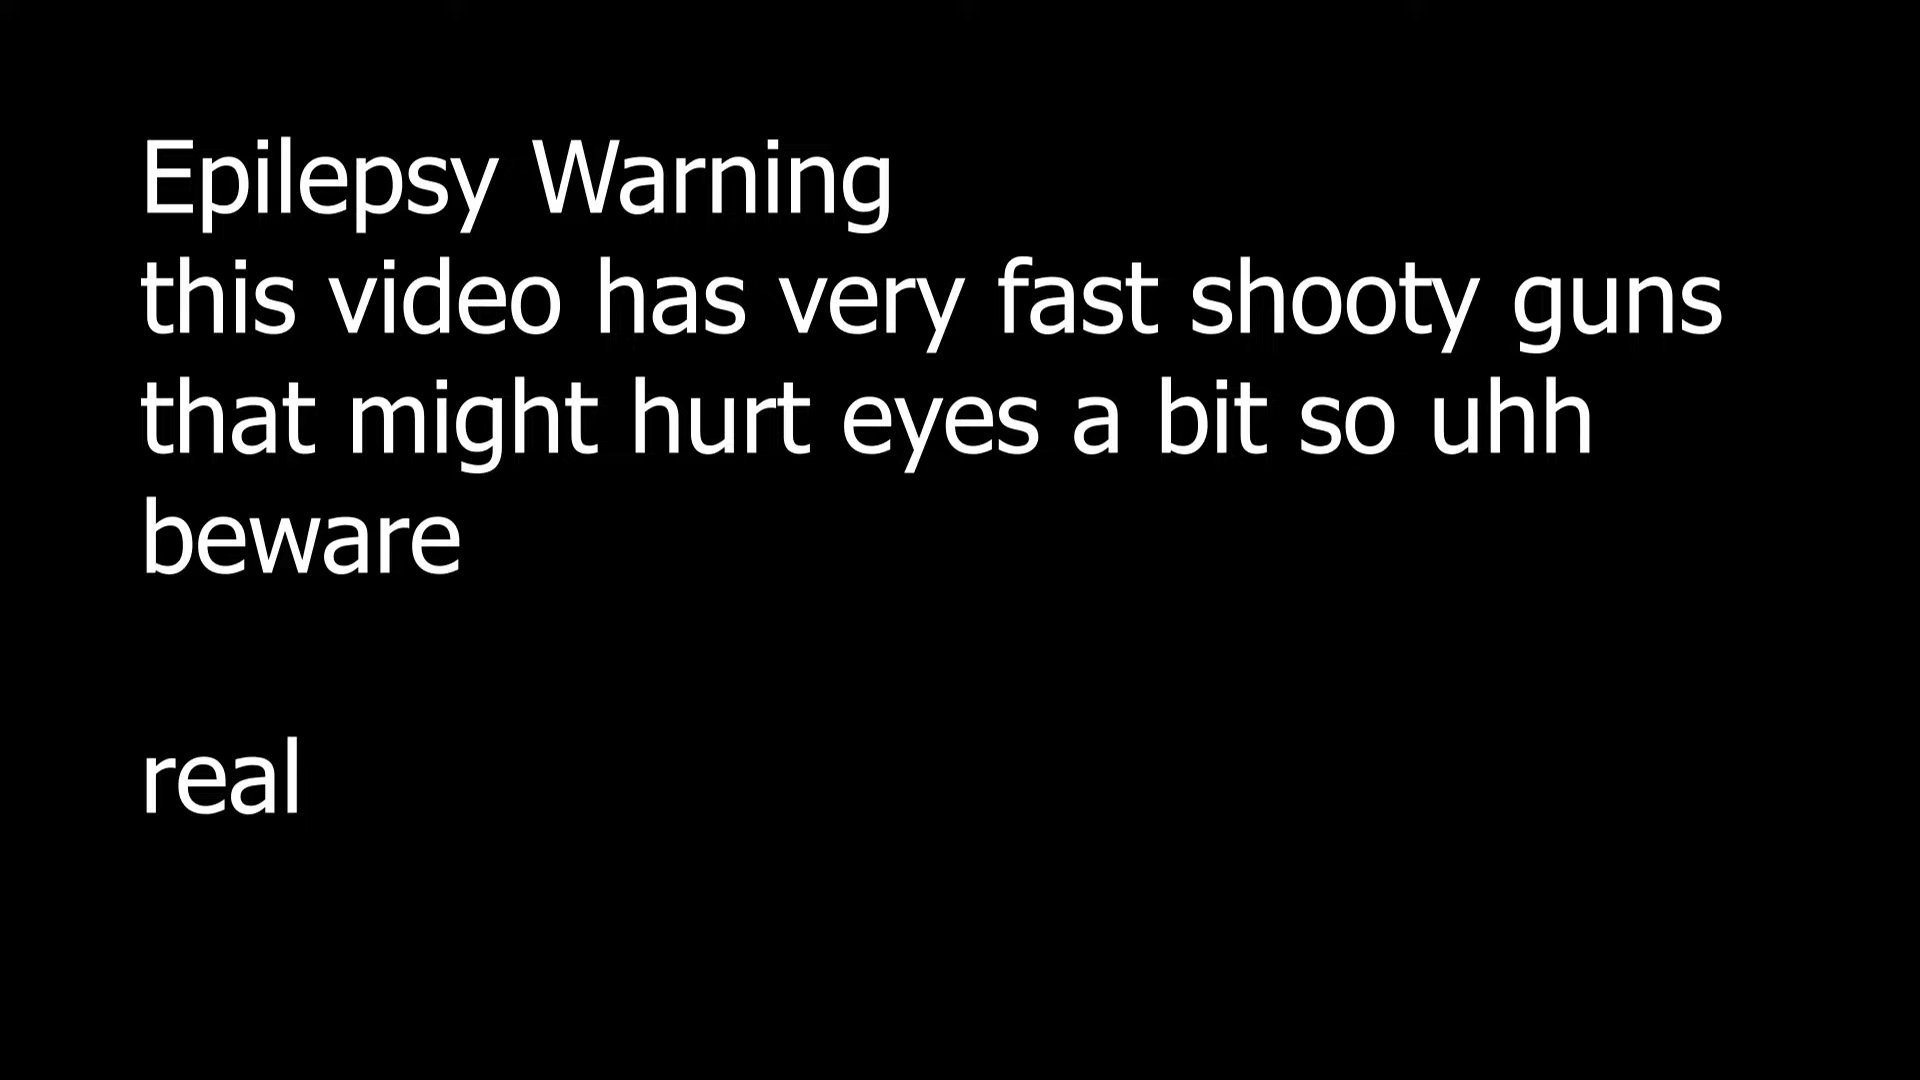 Epilepsy Warning
this video has very fast shooty guns
that might hurt eyes a bit so uhh
beware
real